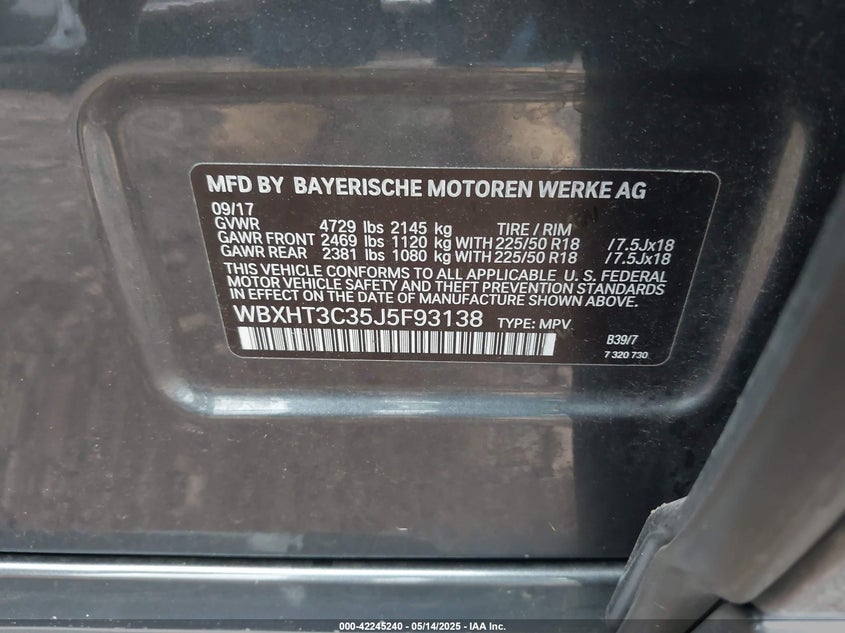 MFD BY BAYERISCHE MOTOREN WERKE AG
09/17
GVWR 4729 lbs 2145 kg TIRE / RIM
GAWR FRONT 2469 lbs 1120 kg WITH 225/50 R18 /7.5Jx18
GAWR REAR 2381 lbs 1080 kg WITH 225/50 R18 /7.5Jx18
THIS VEHICLE CONFORMS TO ALL APPLICABLE U. S. FEDERAL
MOTOR VEHICLE SAFETY AND THEFT PREVENTION STANDARDS
IN EFFECT ON THE DATE OF MANUFACTURE SHOWN ABOVE.
WBXHT3C35J5F93138 TYPE: MPV
B39/7
7 320 730
000-42245240 - 05/14/2025 - IAA Inc.